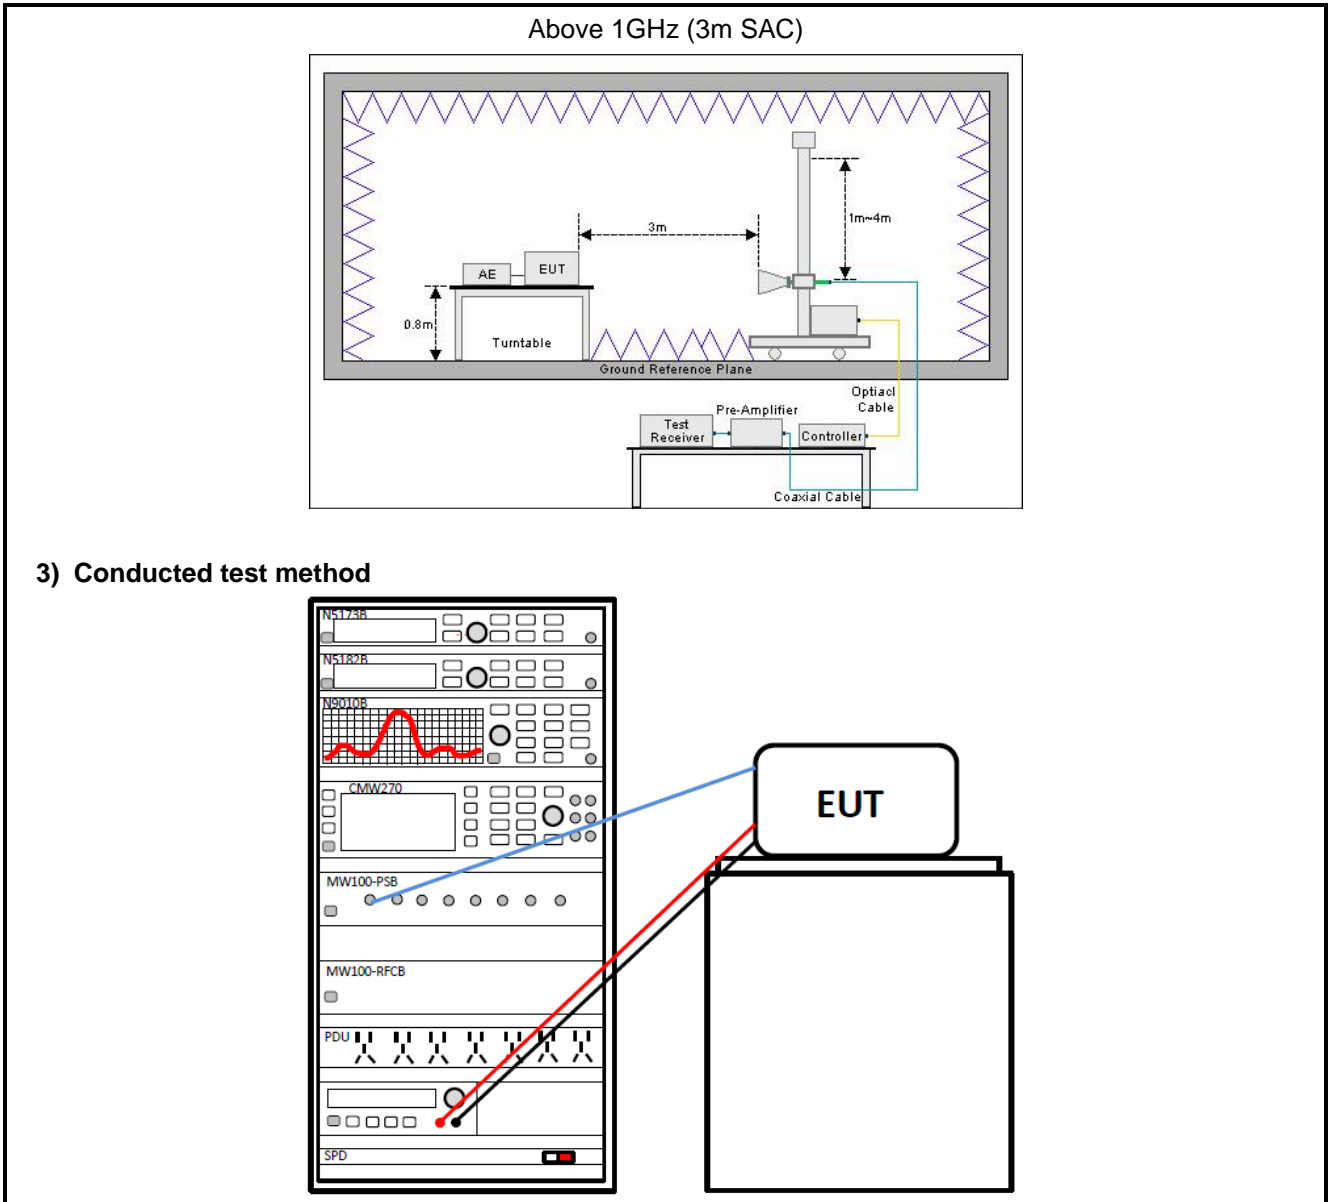 Above 1GHz (3m SAC)
1m~4m
3m
AE
EUT
0.8m
Turntable
Ground Reference Plane
Optiacl
Cable
Pre-Amplifier
Test
Receiver
Controller
Coaxial Cable
3) Conducted test method
N5173B
N5182B
N9010B
CMW270
EUT
MW100-PSB
MW100-RFCB
PDU
SPD